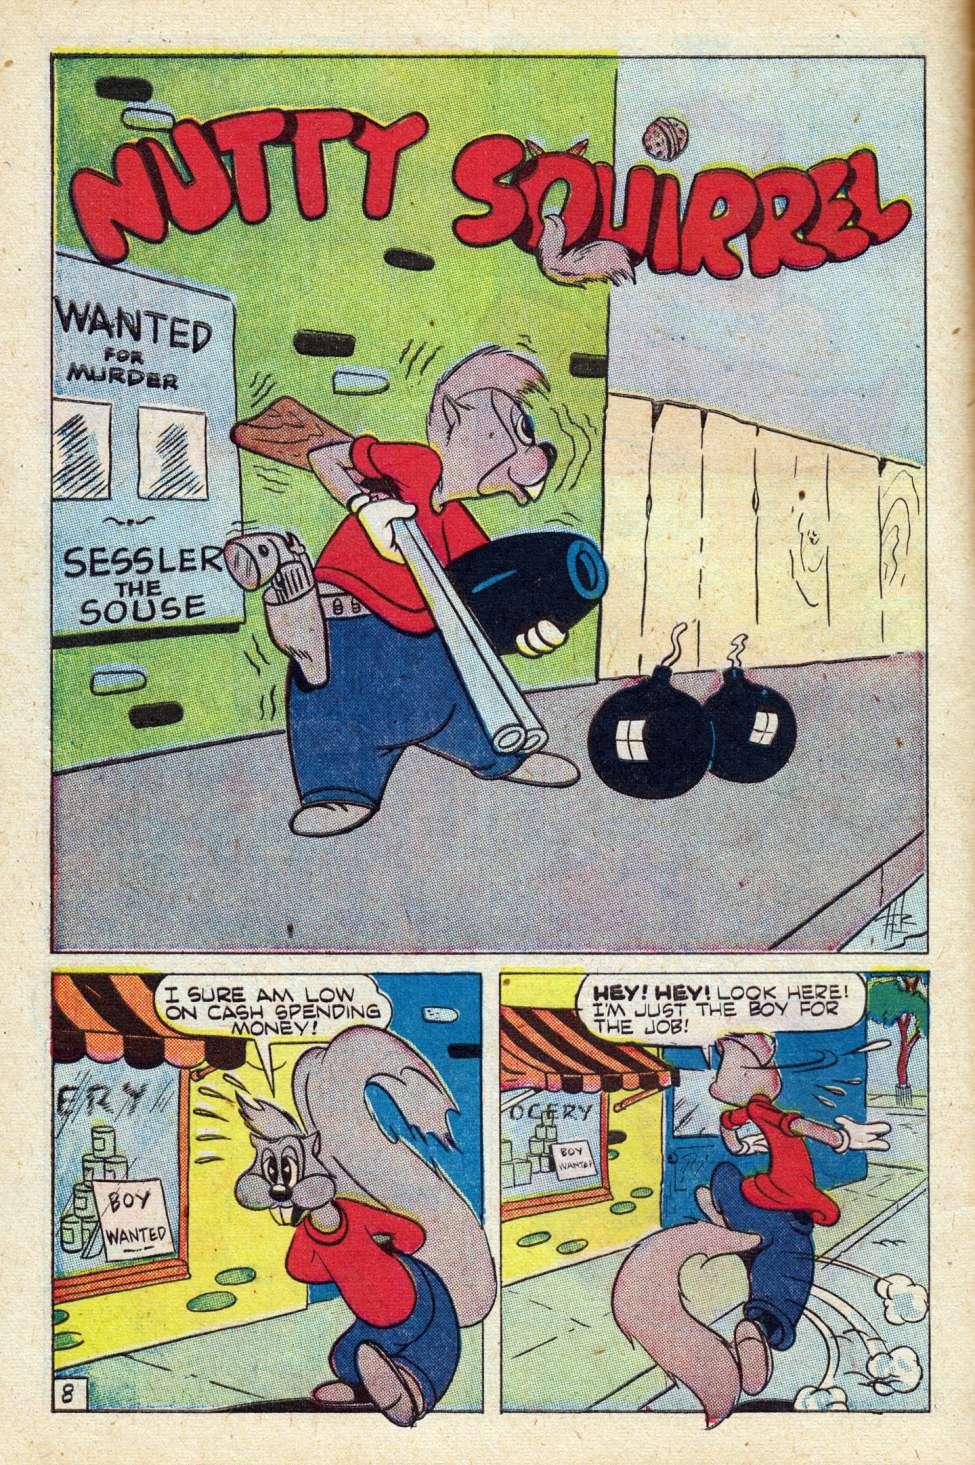 NUTTY SQUIRREL
WANTED
FOR
MURDER
SESSLER
THE
SOUSE
I SURE AM LOW
ON CASH SPENDING
MONEY!
ERY
BOY
WANTED
8
HEY! HEY! LOOK HERE!
I'M JUST THE BOY FOR
THE JOB!
OCERY
BOY
WANTED